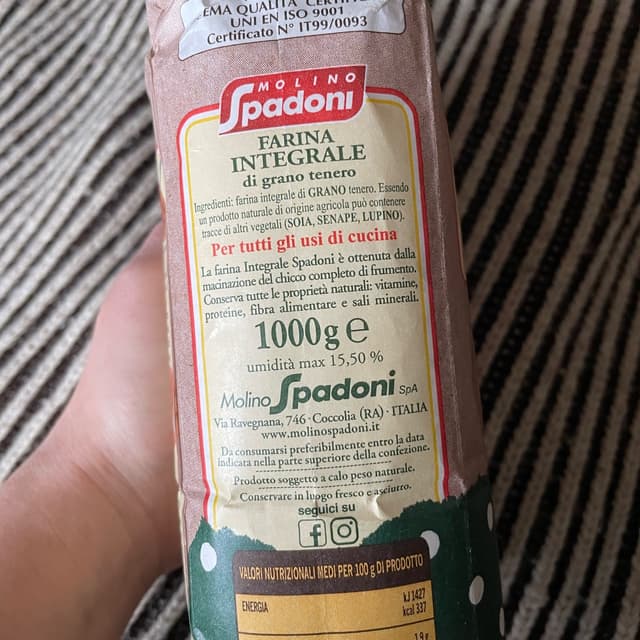 EMA QUALITÀ CERTIFI
UNI EN ISO 9001
Certificato N° IT99/0093
MOLINO
Spadoni
FARINA
INTEGRALE
di grano tenero
Ingredienti: farina integrale di GRANO tenero. Essendo
un prodotto naturale di origine agricola può contenere
tracce di altri vegetali (SOIA, SENAPE, LUPINO).
Per tutti gli usi di cucina
La farina Integrale Spadoni è ottenuta dalla
macinazione del chicco completo di frumento.
Conserva tutte le proprietà naturali: vitamine,
proteine, fibra alimentare e sali minerali.
1000g e
umidità max 15,50 %
Molino Spadoni SpA
Via Ravegnana, 746 · Coccolia (RA) · ITALIA
www.molinospadoni.it
Da consumarsi preferibilmente entro la data
indicata nella parte superiore della confezione.
Prodotto soggetto a calo peso naturale.
Conservare in luogo fresco e asciutto.
seguici su
VALORI NUTRIZIONALI MEDI PER 100 g DI PRODOTTO
ENERGIA kJ 1427
kcal 337
1,9 g